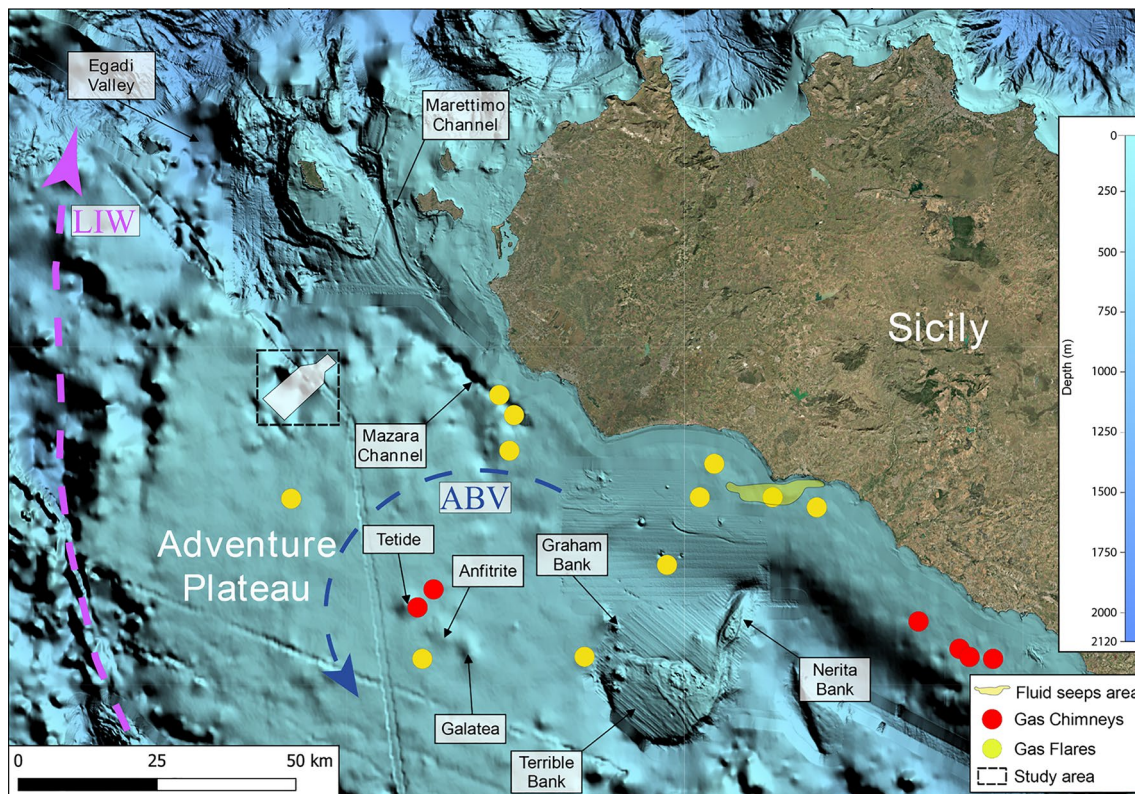 Egadi
Valley
Marettimo
Channel
LIW
Sicily
Mazara
Channel
ABV
Adventure
Plateau
Tetide
Anfitrite
Graham
Bank
Nerita
Bank
Galatea
Terrible
Bank
0
250
500
750
1000
1250
1500
1750
2000
2120
Depth (m)
Fluid seeps area
Gas Chimneys
Gas Flares
Study area
0
25
50 km